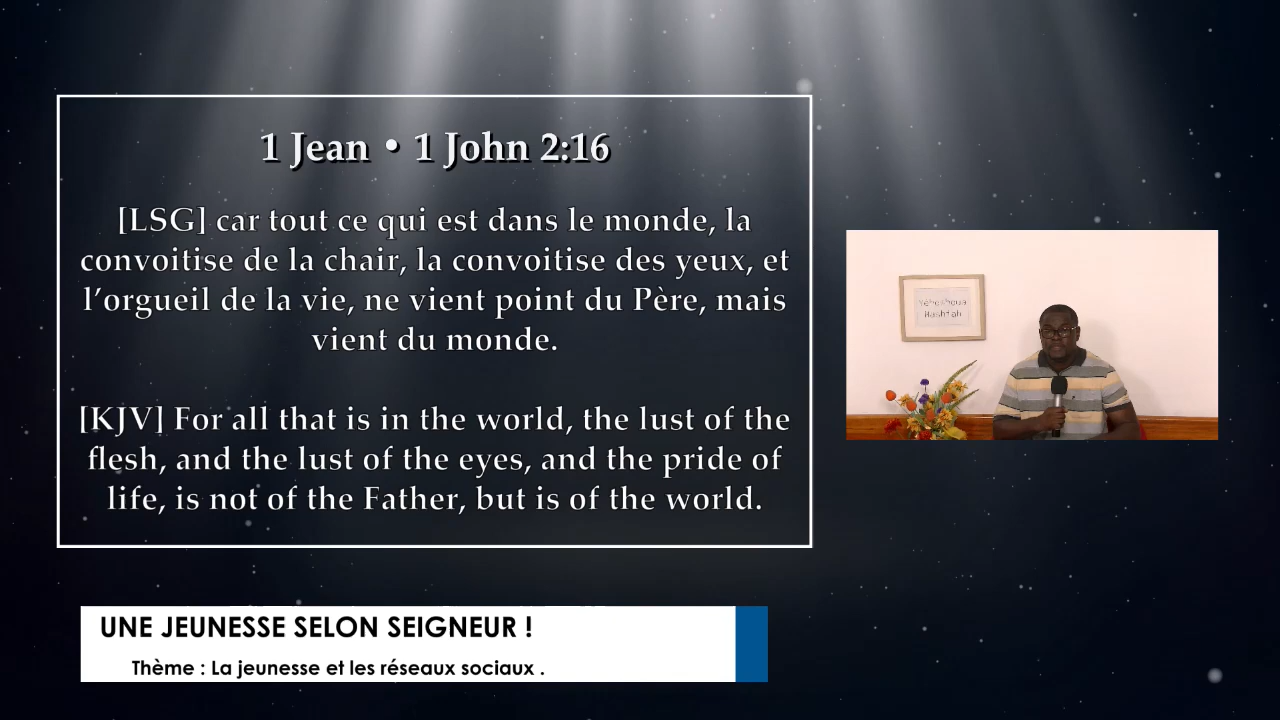 1 Jean • 1 John 2:16
[LSG] car tout ce qui est dans le monde, la
convoitise de la chair, la convoitise des yeux, et
l’orgueil de la vie, ne vient point du Père, mais
vient du monde.
[KJV] For all that is in the world, the lust of the
flesh, and the lust of the eyes, and the pride of
life, is not of the Father, but is of the world.
UNE JEUNESSE SELON SEIGNEUR !
Thème : La jeunesse et les réseaux sociaux .